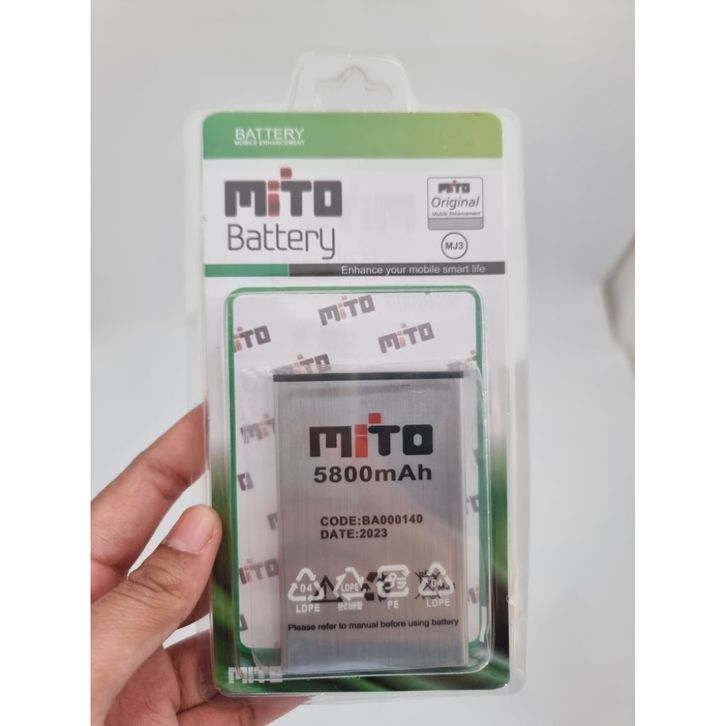 BATTERY
MOBILE ENHANCEMENT
MiTO
Battery
MiTO
Original
Mobile Enhancement
MJ3
Enhance your mobile smart life
MiTO
MiTO
MiTO
MiTO
5800mAh
CODE:BA000140
DATE:2023
04
LDPE
LDPE
PE
04
LDPE
Please refer to manual before using battery
MiTO